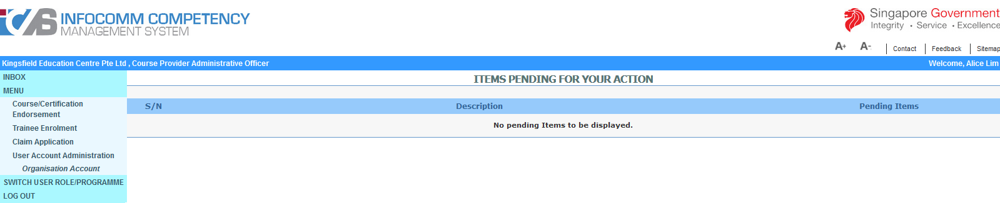 iCMS INFOCOMM COMPETENCY
MANAGEMENT SYSTEM
Singapore Government
Integrity · Service · Excellence
A+ A-
Contact
Feedback
Sitemap
Kingsfield Education Centre Pte Ltd , Course Provider Administrative Officer
Welcome, Alice Lim
INBOX
MENU
Course/Certification
Endorsement
Trainee Enrolment
Claim Application
User Account Administration
Organisation Account
SWITCH USER ROLE/PROGRAMME
LOG OUT
ITEMS PENDING FOR YOUR ACTION
S/N Description Pending Items
No pending Items to be displayed.